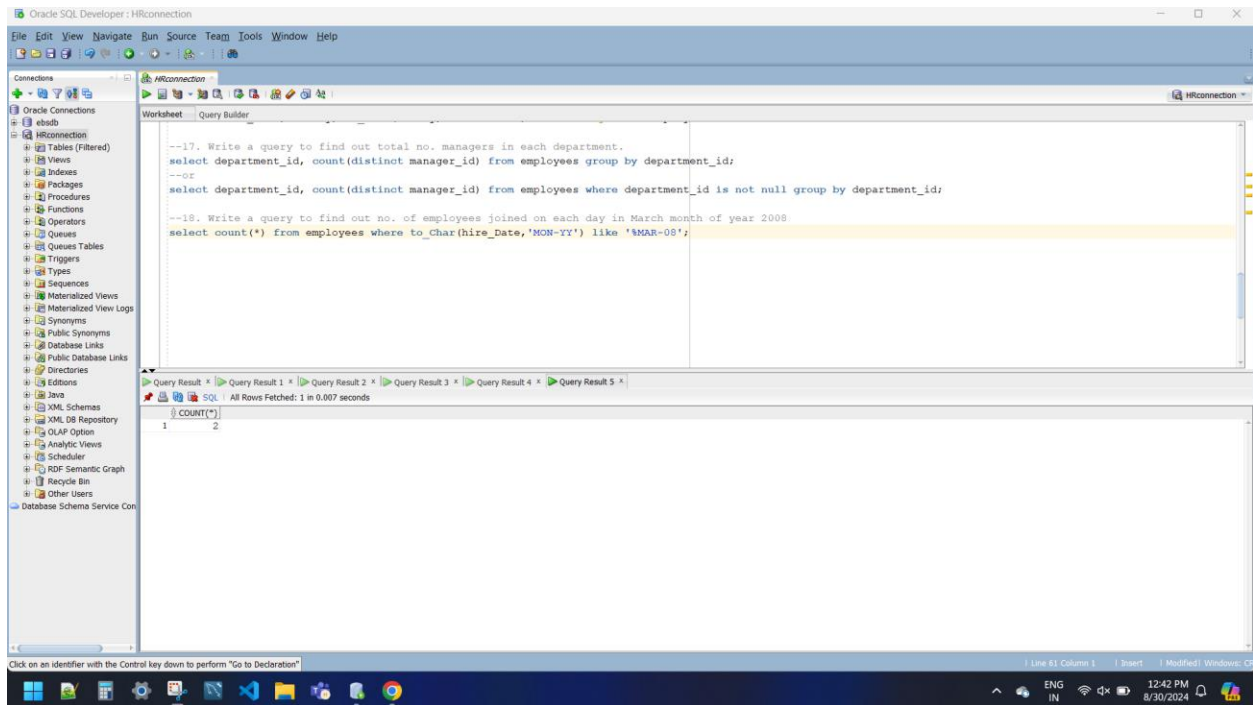 Oracle SQL Developer : HRconnection
File Edit View Navigate Run Source Team Tools Window Help
Connections
HRconnection
HRconnection
Worksheet Query Builder
Oracle Connections
ebsdb
HRconnection
Tables (Filtered)
Views
Indexes
Packages
Procedures
Functions
Operators
Queues
Queues Tables
Triggers
Types
Sequences
Materialized Views
Materialized View Logs
Synonyms
Public Synonyms
Database Links
Public Database Links
Directories
Editions
Java
XML Schemas
XML DB Repository
OLAP Option
Analytic Views
Scheduler
RDF Semantic Graph
Recycle Bin
Other Users
Database Schema Service Con
--17. Write a query to find out total no. managers in each department.
select department_id, count(distinct manager_id) from employees group by department_id;
--or
select department_id, count(distinct manager_id) from employees where department_id is not null group by department_id;
--18. Write a query to find out no. of employees joined on each day in March month of year 2008
select count(*) from employees where to_Char(hire_Date,'MON-YY') like '%MAR-08';
Query Result × Query Result 1 × Query Result 2 × Query Result 3 × Query Result 4 × Query Result 5 ×
SQL | All Rows Fetched: 1 in 0.007 seconds
COUNT(*)
1 2
Click on an identifier with the Control key down to perform "Go to Declaration"
Line 61 Column 1 | Insert | Modified | Windows: CR
ENG
IN
12:42 PM
8/30/2024